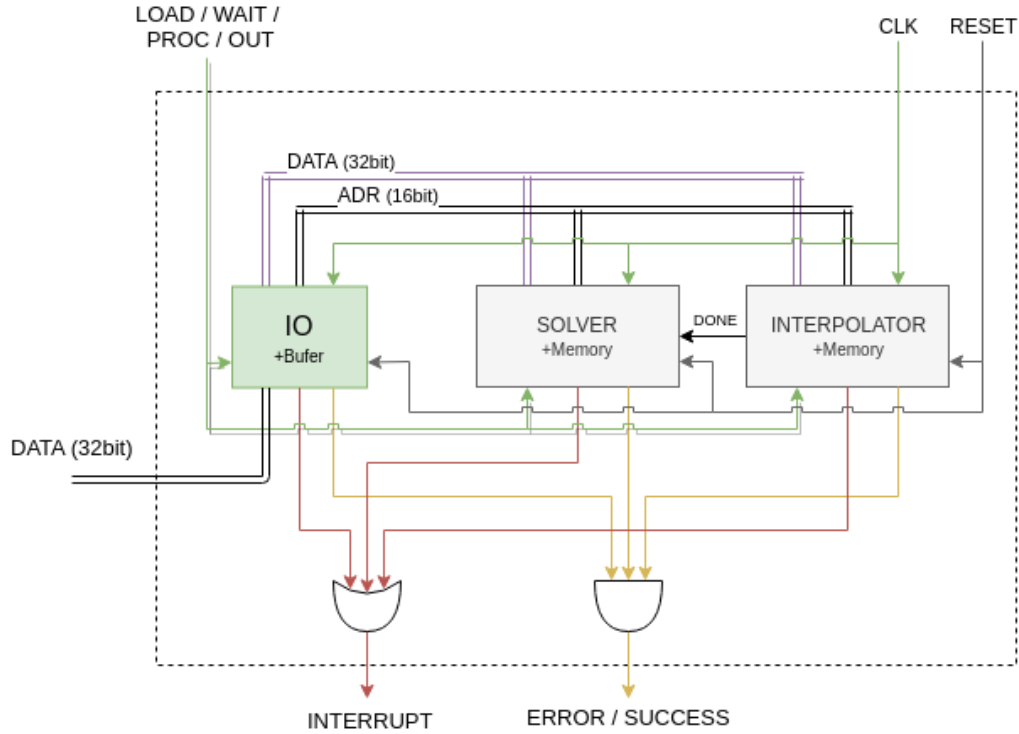 LOAD / WAIT /
PROC / OUT
CLK
RESET
DATA (32bit)
ADR (16bit)
IO
+Bufer
SOLVER
+Memory
DONE
INTERPOLATOR
+Memory
DATA (32bit)
INTERRUPT
ERROR / SUCCESS